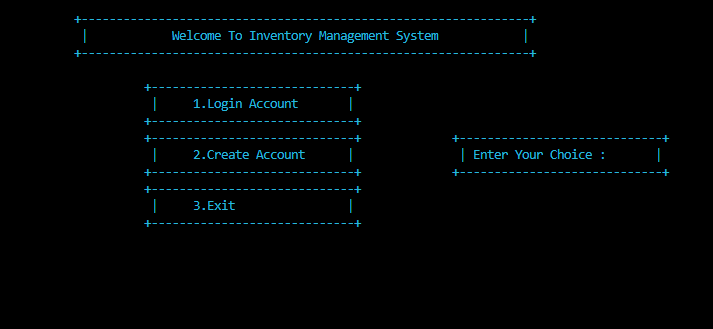 Welcome To Inventory Management System
1.Login Account
2.Create Account
3.Exit
Enter Your Choice :